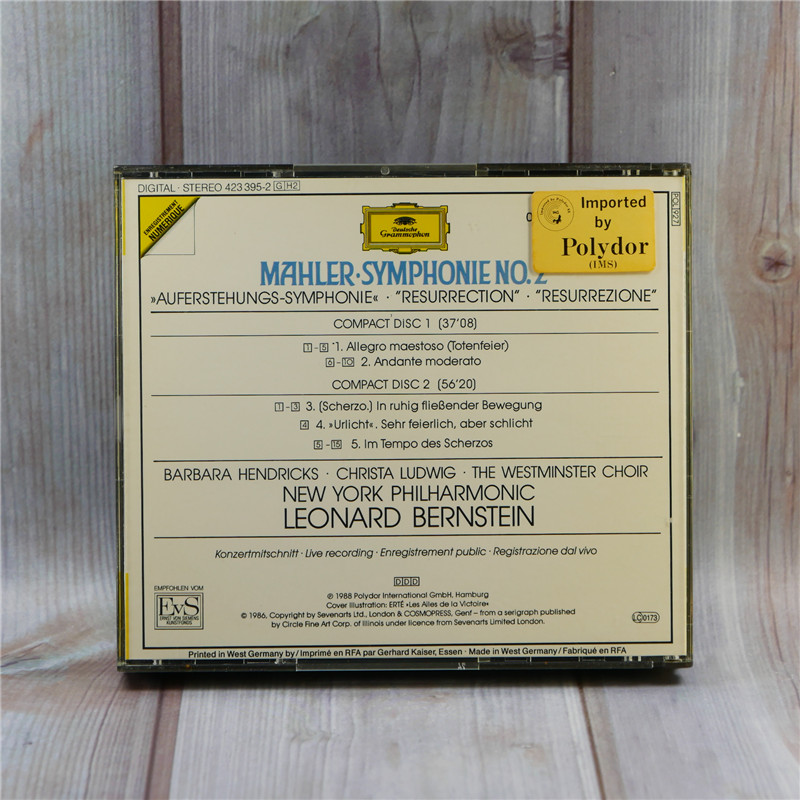 DIGITAL · STEREO 423 395-2 GH2
ENREGISTREMENT
NUMÉRIQUE
Deutsche
Grammophon
Imported
by
Polydor
(IMS)
MAHLER·SYMPHONIE NO. 2
»AUFERSTEHUNGS-SYMPHONIE« · "RESURRECTION" · "RESURREZIONE"
COMPACT DISC 1 (37'08)
1-5 1. Allegro maestoso (Totenfeier)
6-10 2. Andante moderato
COMPACT DISC 2 (56'20)
1-3 3. (Scherzo.) In ruhig fließender Bewegung
4 4. »Urlicht«. Sehr feierlich, aber schlicht
5-15 5. Im Tempo des Scherzos
BARBARA HENDRICKS · CHRISTA LUDWIG · THE WESTMINSTER CHOIR
NEW YORK PHILHARMONIC
LEONARD BERNSTEIN
Konzertmitschnitt · Live recording · Enregistrement public · Registrazione dal vivo
DDD
EMPFOHLEN VOM
EvS
ERNST VON SIEMENS
KUNSTFONDS
℗ 1988 Polydor International GmbH, Hamburg
Cover Illustration: ERTÉ »Les Ailes de la Victoire«
© 1986, Copyright by Sevenarts Ltd., London & COSMOPRESS, Genf – from a serigraph published
by Circle Fine Art Corp. of Illinois under licence from Sevenarts Limited London.
LC 0173
Printed in West Germany by / Imprimé en RFA par Gerhard Kaiser, Essen · Made in West Germany / Fabriqué en RFA